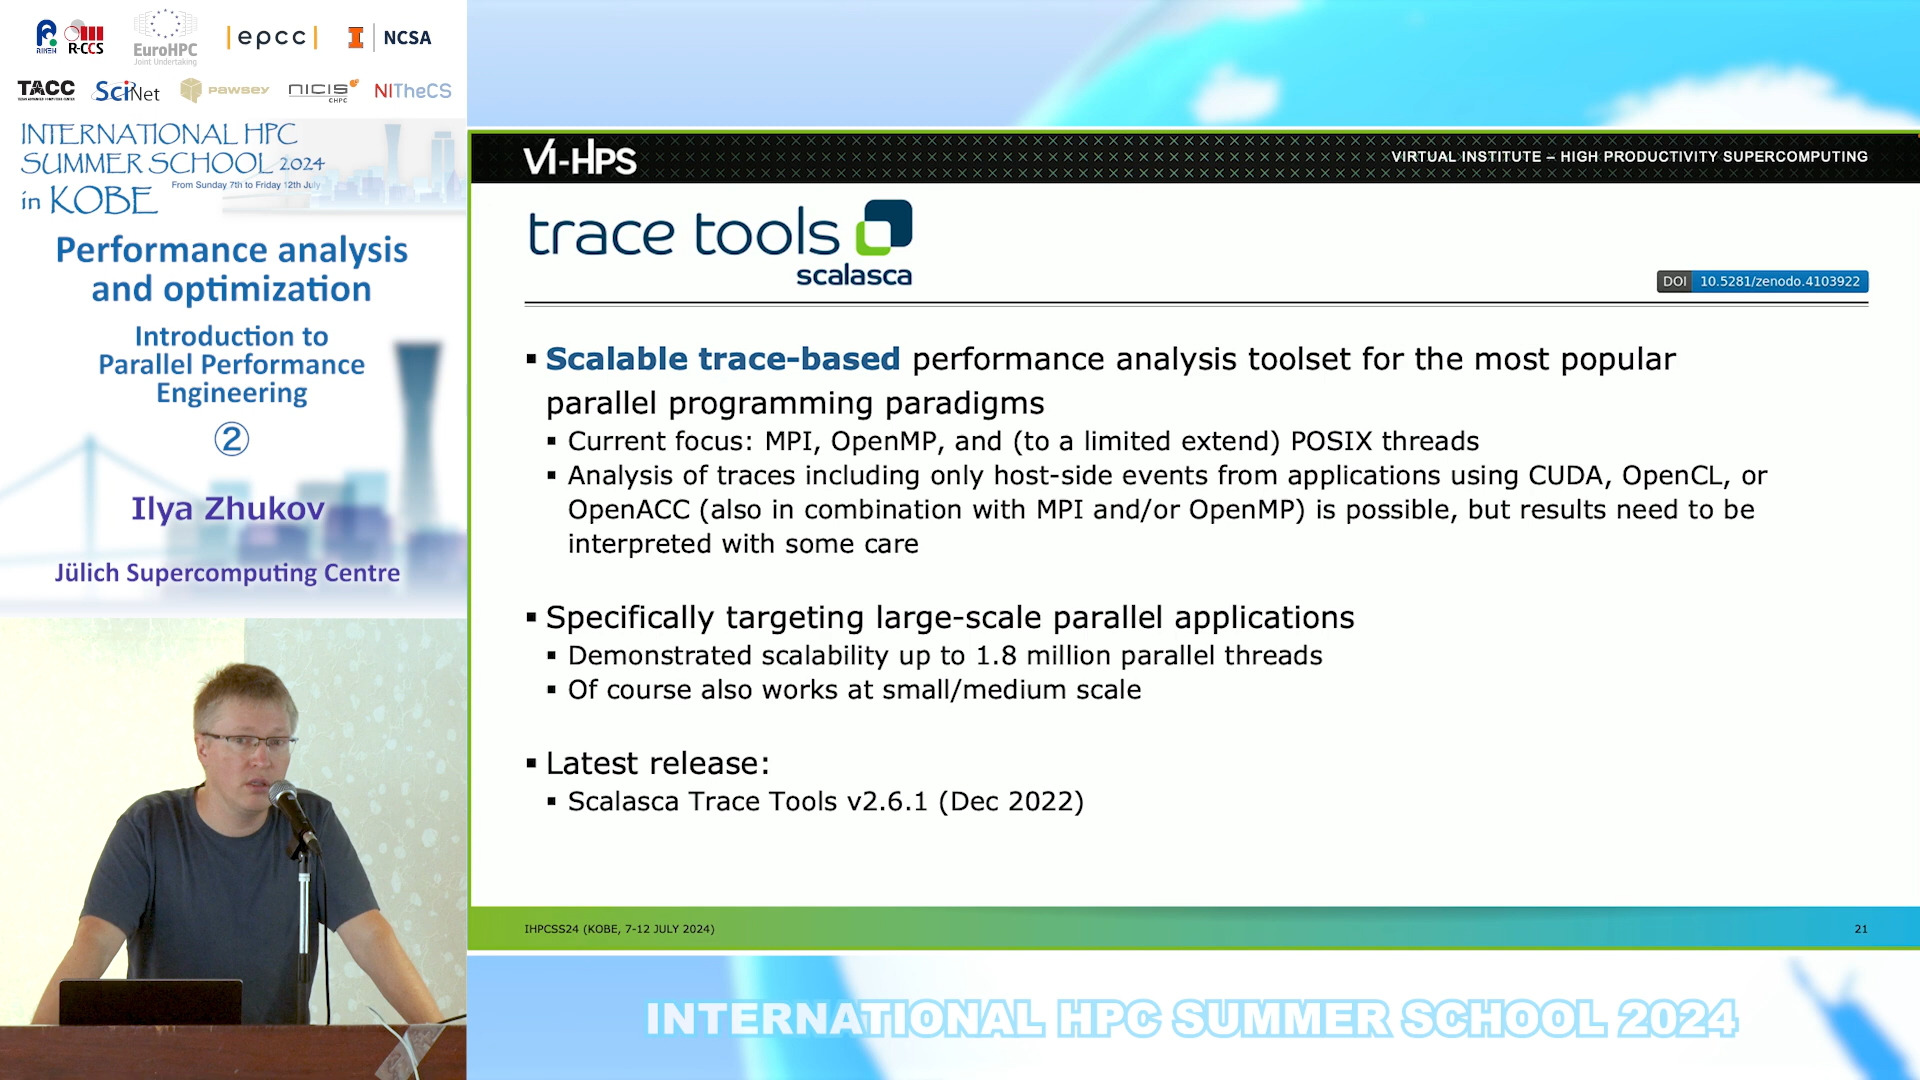 RIKEN R-CCS
EuroHPC
Joint Undertaking
epcc
NCSA
TACC
SciNet
PAWSEY
NICIS
CHPC
NITheCS
INTERNATIONAL HPC
SUMMER SCHOOL 2024
From Sunday 7th to Friday 12th July
in KOBE
Performance analysis
and optimization
Introduction to
Parallel Performance
Engineering
②
Ilya Zhukov
Jülich Supercomputing Centre
VI-HPS
VIRTUAL INSTITUTE – HIGH PRODUCTIVITY SUPERCOMPUTING
trace tools
scalasca
DOI 10.5281/zenodo.4103922
▪ Scalable trace-based performance analysis toolset for the most popular
parallel programming paradigms
▪ Current focus: MPI, OpenMP, and (to a limited extend) POSIX threads
▪ Analysis of traces including only host-side events from applications using CUDA, OpenCL, or
OpenACC (also in combination with MPI and/or OpenMP) is possible, but results need to be
interpreted with some care
▪ Specifically targeting large-scale parallel applications
▪ Demonstrated scalability up to 1.8 million parallel threads
▪ Of course also works at small/medium scale
▪ Latest release:
▪ Scalasca Trace Tools v2.6.1 (Dec 2022)
IHPCSS24 (KOBE, 7-12 JULY 2024)
21
INTERNATIONAL HPC SUMMER SCHOOL 2024